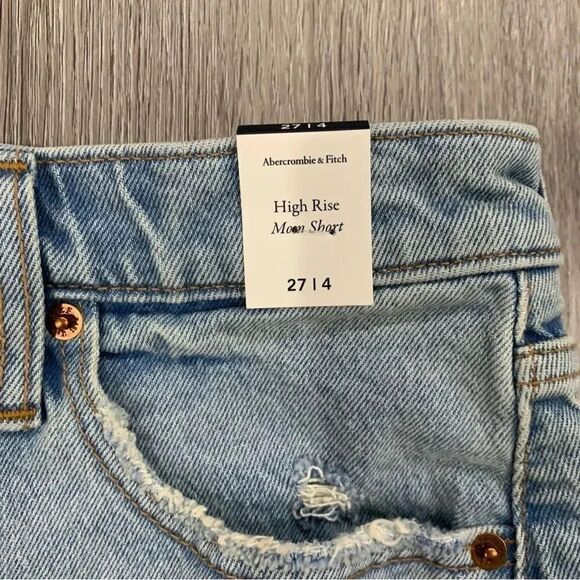 27 | 4
Abercrombie & Fitch
High Rise
Mom Short
27 | 4